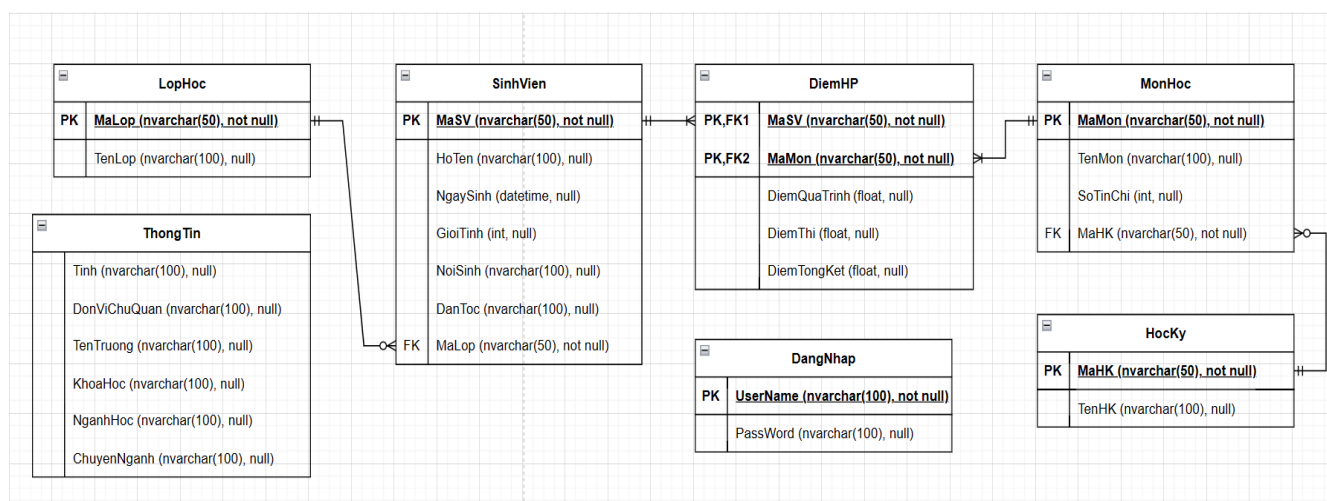 LopHoc
PK MaLop (nvarchar(50), not null)
TenLop (nvarchar(100), null)
ThongTin
Tinh (nvarchar(100), null)
DonViChuQuan (nvarchar(100), null)
TenTruong (nvarchar(100), null)
KhoaHoc (nvarchar(100), null)
NganhHoc (nvarchar(100), null)
ChuyenNganh (nvarchar(100), null)
SinhVien
PK MaSV (nvarchar(50), not null)
HoTen (nvarchar(100), null)
NgaySinh (datetime, null)
GioiTinh (int, null)
NoiSinh (nvarchar(100), null)
DanToc (nvarchar(100), null)
FK MaLop (nvarchar(50), not null)
DiemHP
PK,FK1 MaSV (nvarchar(50), not null)
PK,FK2 MaMon (nvarchar(50), not null)
DiemQuaTrinh (float, null)
DiemThi (float, null)
DiemTongKet (float, null)
DangNhap
PK UserName (nvarchar(100), not null)
PassWord (nvarchar(100), null)
MonHoc
PK MaMon (nvarchar(50), not null)
TenMon (nvarchar(100), null)
SoTinChi (int, null)
FK MaHK (nvarchar(50), not null)
HocKy
PK MaHK (nvarchar(50), not null)
TenHK (nvarchar(100), null)